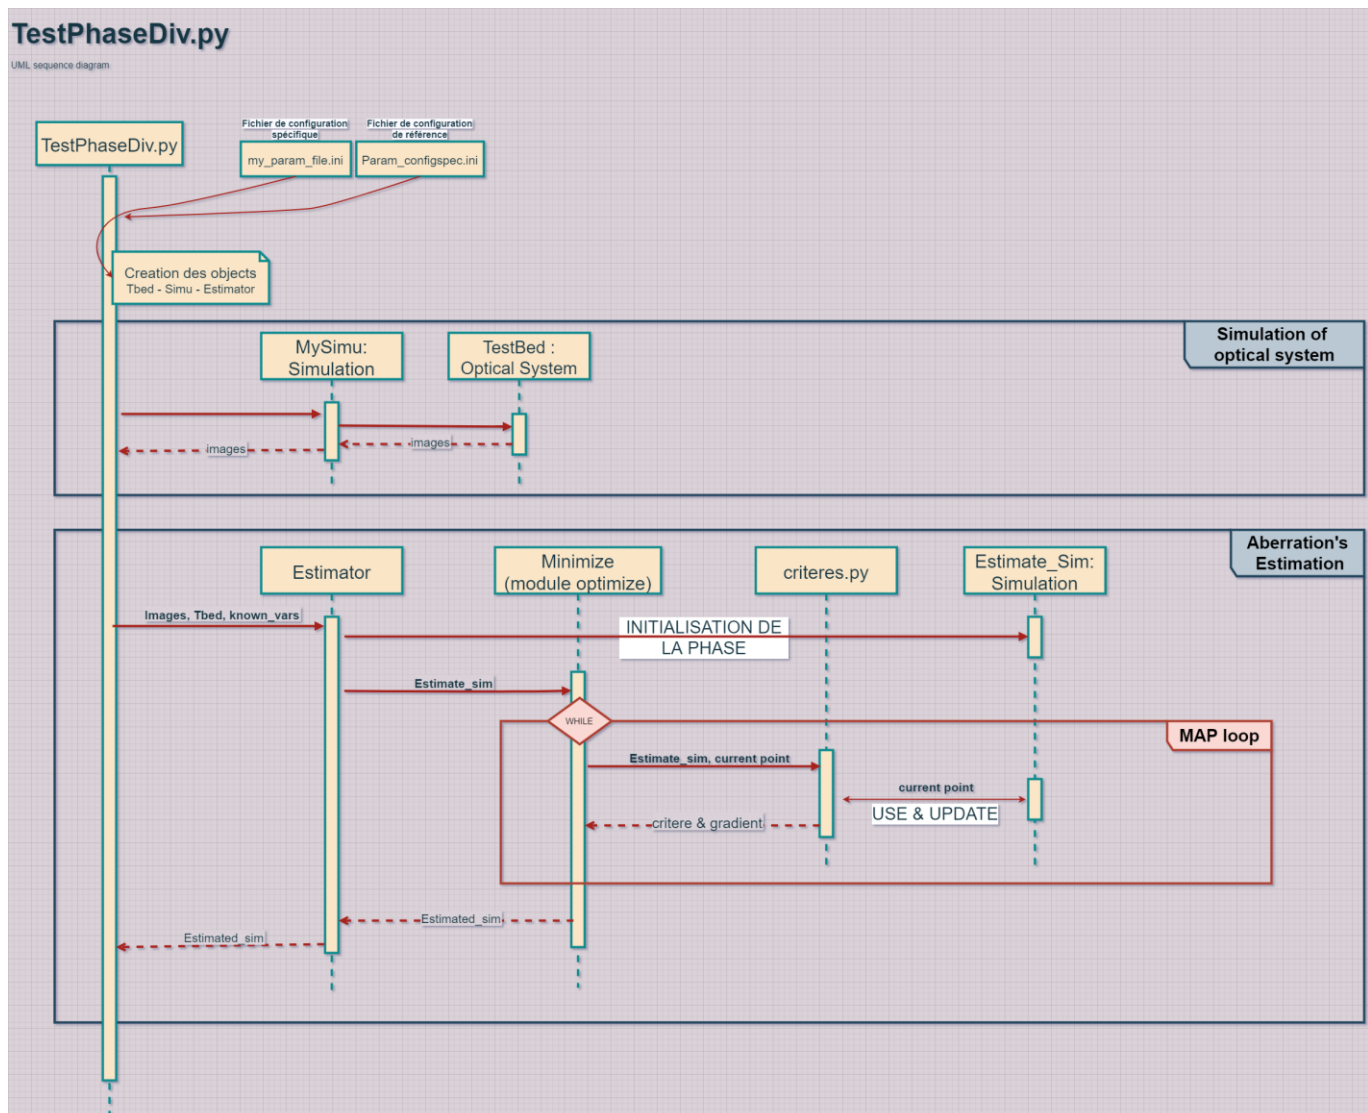 TestPhaseDiv.py
UML sequence diagram
Fichier de configuration
spécifique
Fichier de configuration
de référence
TestPhaseDiv.py
my_param_file.ini
Param_configspec.ini
Creation des objects
Tbed - Simu - Estimator
Simulation of
optical system
MySimu:
Simulation
TestBed :
Optical System
images
images
Aberration's
Estimation
Estimator
Minimize
(module optimize)
criteres.py
Estimate_Sim:
Simulation
Images, Tbed, known_vars
INITIALISATION DE
LA PHASE
Estimate_sim
WHILE
MAP loop
Estimate_sim, current point
current point
USE & UPDATE
critere & gradient
Estimated_sim
Estimated_sim